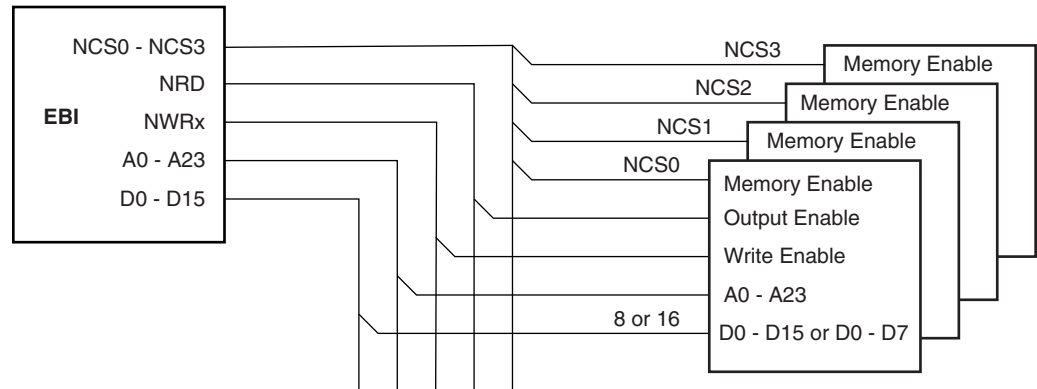 NCS0 - NCS3
NRD
EBI
NWRx
A0 - A23
D0 - D15
NCS3
Memory Enable
NCS2
Memory Enable
NCS1
Memory Enable
NCS0
Memory Enable
Output Enable
Write Enable
A0 - A23
8 or 16
D0 - D15 or D0 - D7